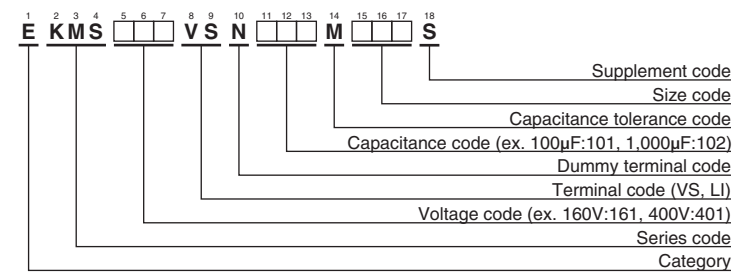 1 2 3 4 5 6 7 8 9 10 11 12 13 14 15 16 17 18
E KMS □□□ VS N □□□ M □□□ S
Supplement code
Size code
Capacitance tolerance code
Capacitance code (ex. 100μF:101, 1,000μF:102)
Dummy terminal code
Terminal code (VS, LI)
Voltage code (ex. 160V:161, 400V:401)
Series code
Category